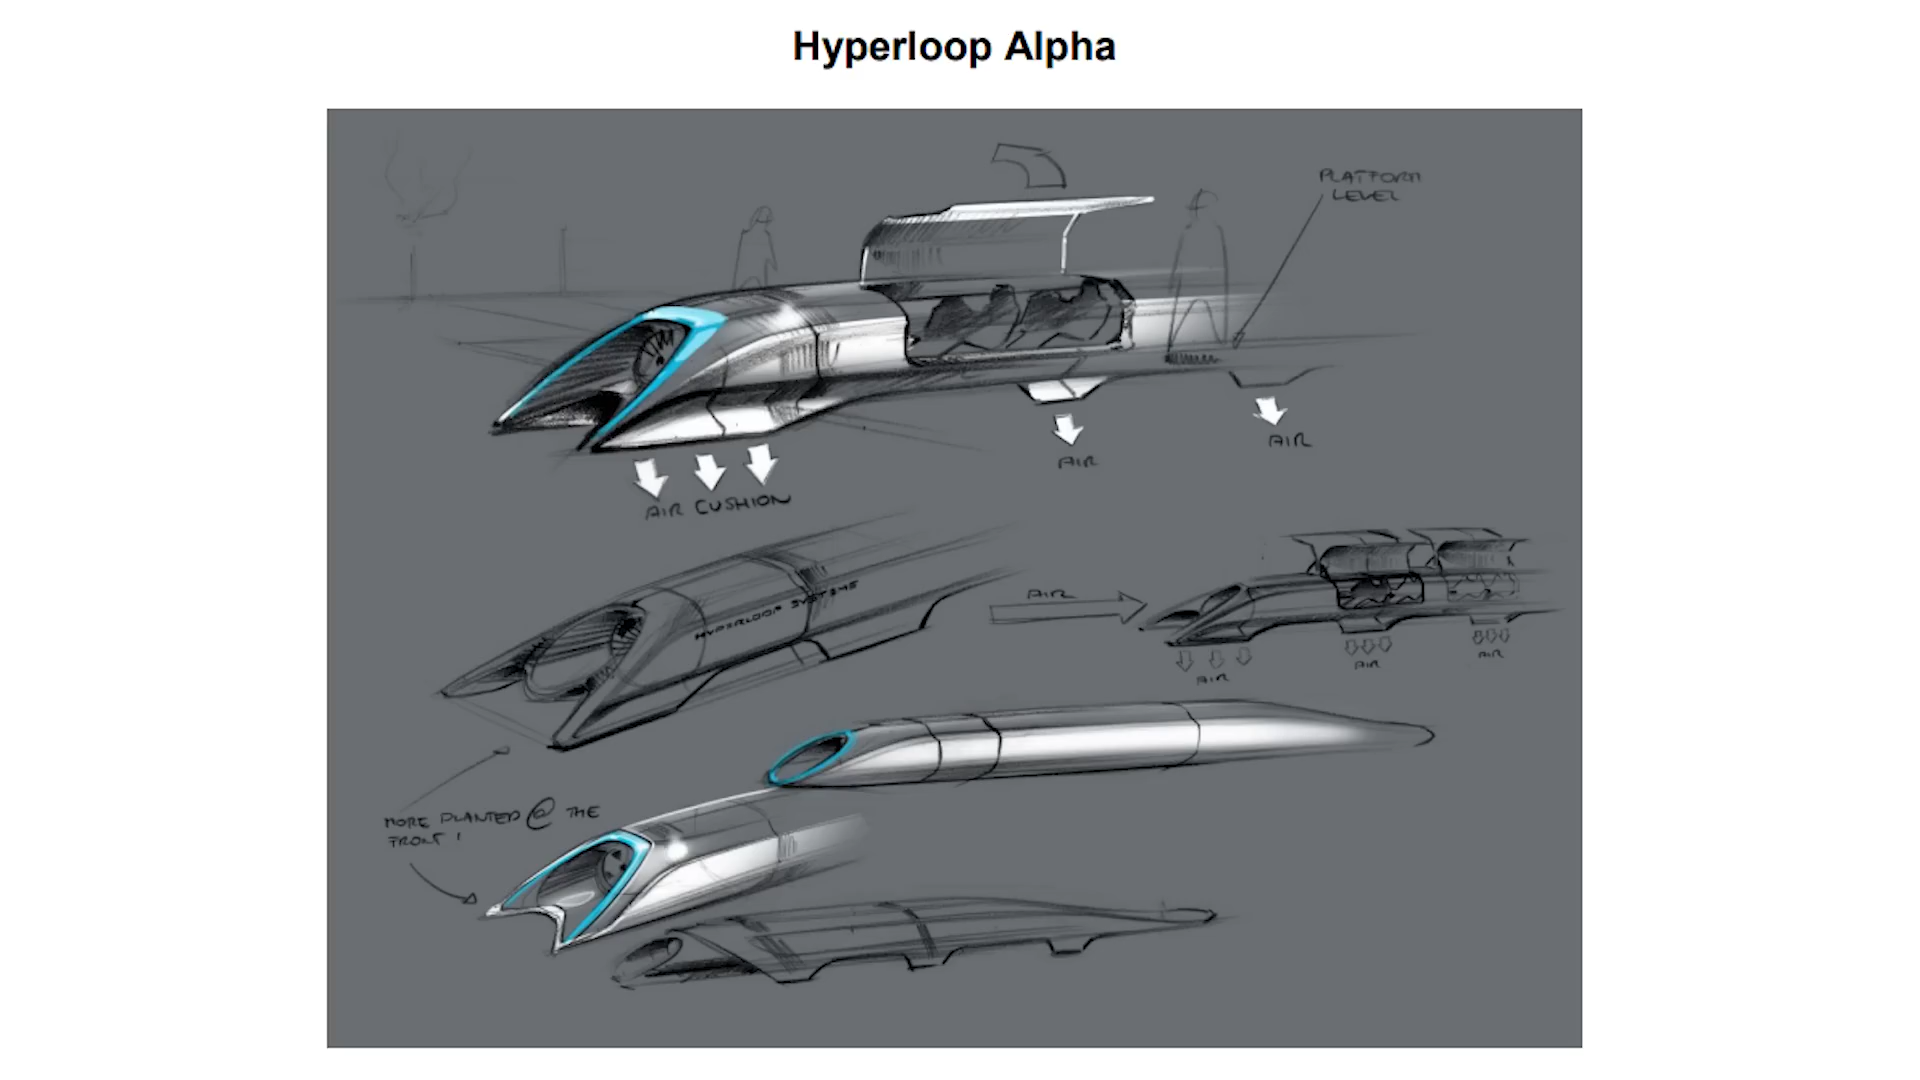 Hyperloop Alpha
PLATFORM
LEVEL
AIR
AIR
AIR CUSHION
HYPERLOOP SYSTEMS
AIR
AIR
AIR
AIR
MORE PLANTED @ THE
FRONT !